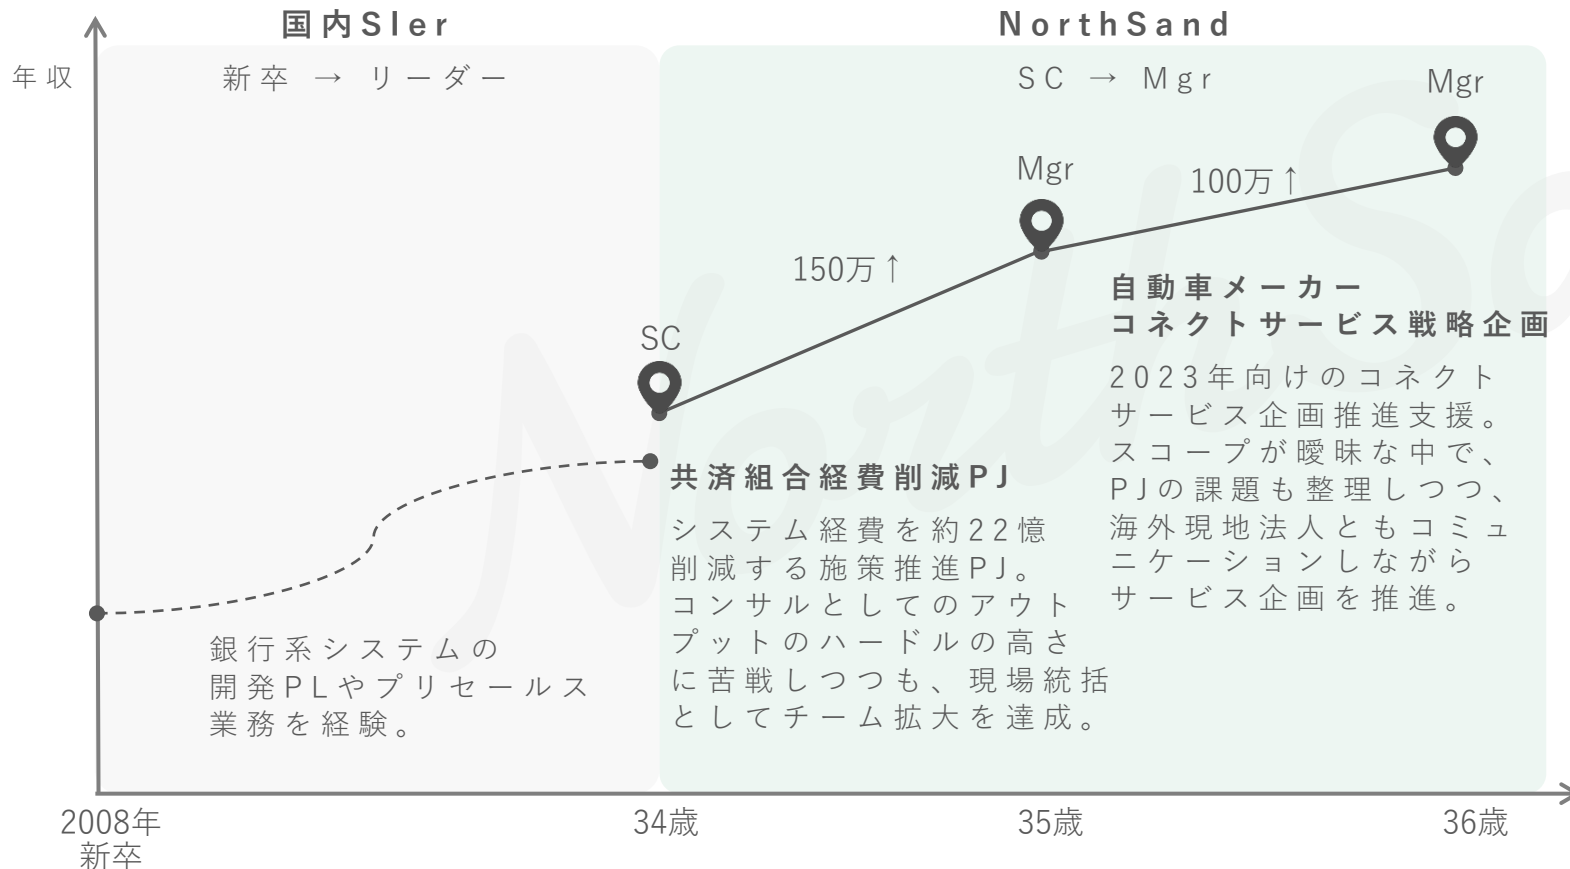 国内SIer
NorthSand
年収
新卒 → リーダー
SC → Mgr
Mgr
Mgr
100万↑
150万↑
SC
自動車メーカー
コネクトサービス戦略企画
2023年向けのコネクト
サービス企画推進支援。
スコープが曖昧な中で、
PJの課題も整理しつつ、
海外現地法人ともコミュ
ニケーションしながら
サービス企画を推進。
共済組合経費削減PJ
システム経費を約22憶
削減する施策推進PJ。
コンサルとしてのアウト
プットのハードルの高さ
に苦戦しつつも、現場統括
としてチーム拡大を達成。
銀行系システムの
開発PLやプリセールス
業務を経験。
2008年
新卒
34歳
35歳
36歳
NorthSa